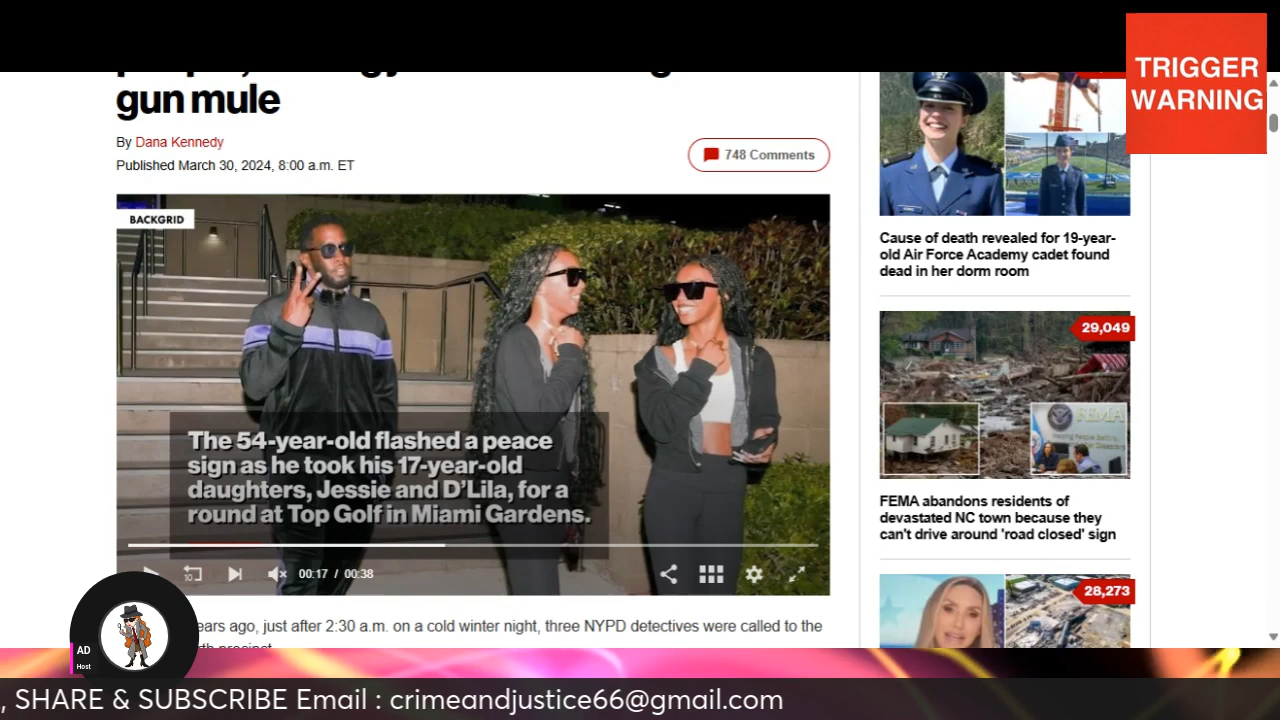 TRIGGER
WARNING
gun mule
By Dana Kennedy
Published March 30, 2024, 8:00 a.m. ET
748 Comments
BACKGRID
The 54-year-old flashed a peace
sign as he took his 17-year-old
daughters, Jessie and D'Lila, for a
round at Top Golf in Miami Gardens.
10
00:17 / 00:38
ears ago, just after 2:30 a.m. on a cold winter night, three NYPD detectives were called to the
Cause of death revealed for 19-year-
old Air Force Academy cadet found
dead in her dorm room
29,049
FEMA
FEMA abandons residents of
devastated NC town because they
can't drive around 'road closed' sign
28,273
AD
Host
, SHARE & SUBSCRIBE Email : crimeandjustice66@gmail.com